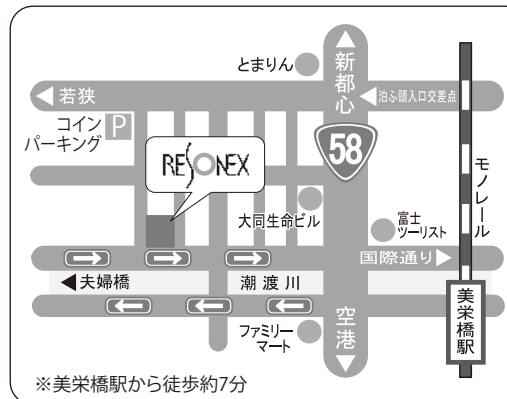 とまりん
新都心
若狭
泊ふ頭入口交差点
コイン
パーキング
P
RESONEX
58
モノレール
大同生命ビル
富士
ツーリスト
国際通り
夫婦橋
潮渡川
美栄橋駅
ファミリー
マート
空港
※美栄橋駅から徒歩約7分